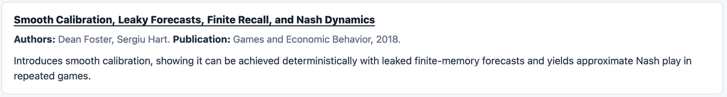 Smooth Calibration, Leaky Forecasts, Finite Recall, and Nash Dynamics
Authors: Dean Foster, Sergiu Hart. Publication: Games and Economic Behavior, 2018.
Introduces smooth calibration, showing it can be achieved deterministically with leaked finite-memory forecasts and yields approximate Nash play in
repeated games.